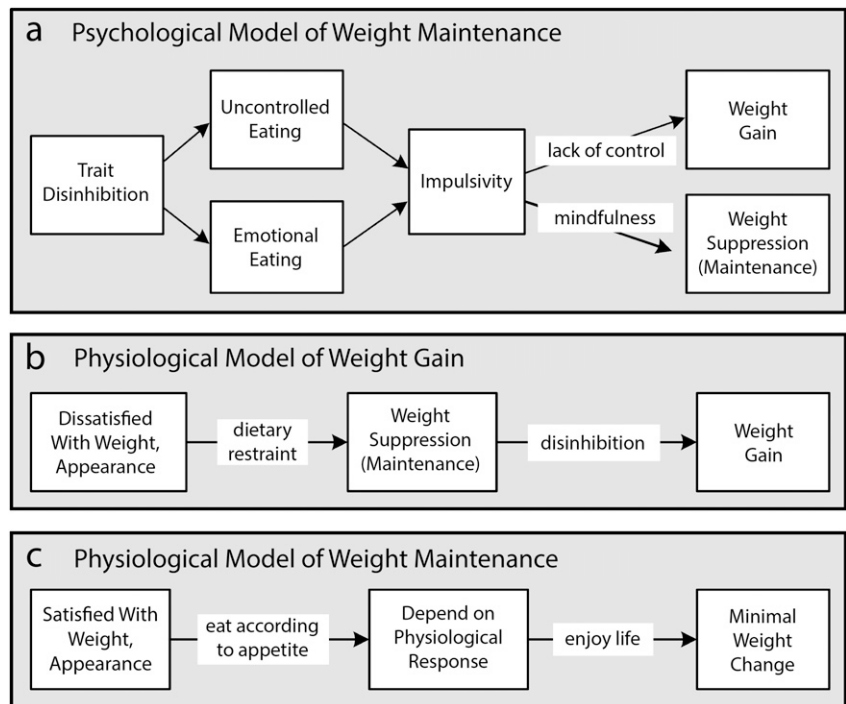 a Psychological Model of Weight Maintenance
Trait
Disinhibition
Uncontrolled
Eating
Emotional
Eating
Impulsivity
lack of control
mindfulness
Weight
Gain
Weight
Suppression
(Maintenance)
b Physiological Model of Weight Gain
Dissatisfied
With Weight,
Appearance
dietary
restraint
Weight
Suppression
(Maintenance)
disinhibition
Weight
Gain
c Physiological Model of Weight Maintenance
Satisfied With
Weight,
Appearance
eat according
to appetite
Depend on
Physiological
Response
enjoy life
Minimal
Weight
Change